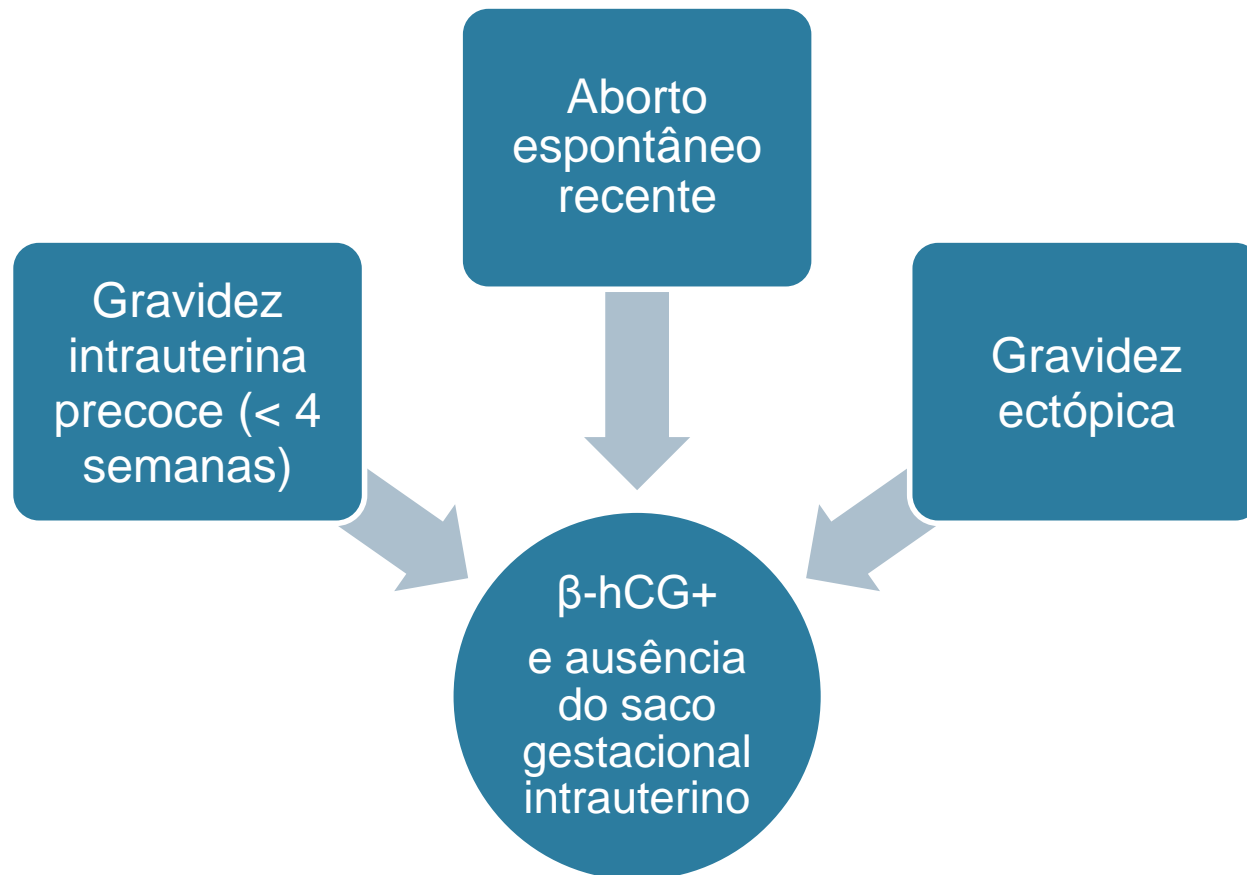 Aborto
espontâneo
recente
Gravidez
intrauterina
precoce (< 4
semanas)
Gravidez
ectópica
β-hCG+
e ausência
do saco
gestacional
intrauterino